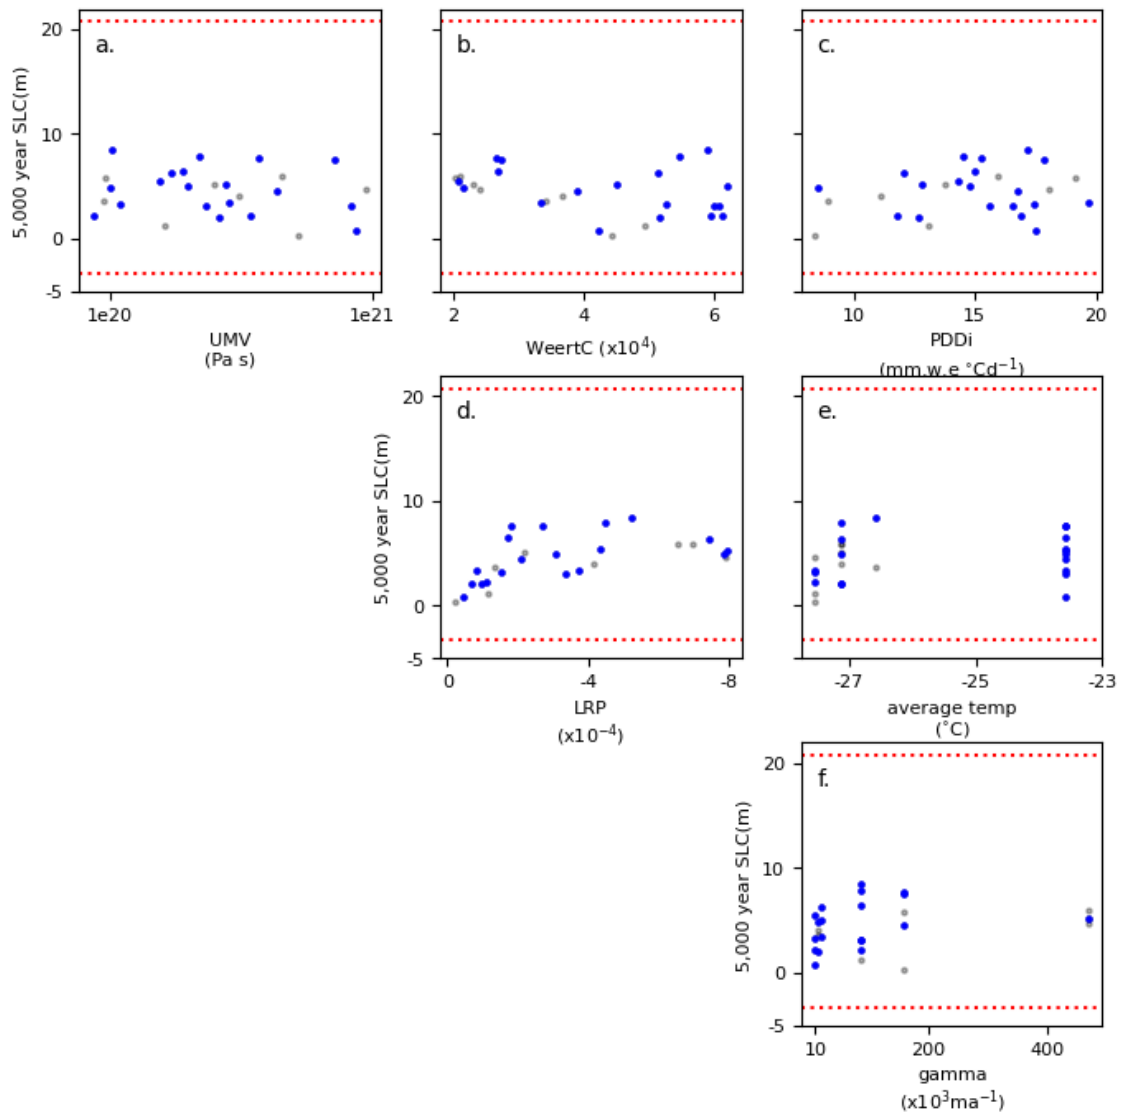 a.
b.
c.
5,000 year SLC(m)
20
10
0
-5
1e20
1e21
UMV
(Pa s)
2
4
6
WeertC (x10⁴)
10
15
20
PDDi
(mm.w.e °Cd⁻¹)
d.
e.
5,000 year SLC(m)
20
10
0
-5
0
-4
-8
LRP
(x10⁻⁴)
-27
-25
-23
average temp
(°C)
f.
5,000 year SLC(m)
20
10
0
-5
10
200
400
gamma
(x10³ma⁻¹)